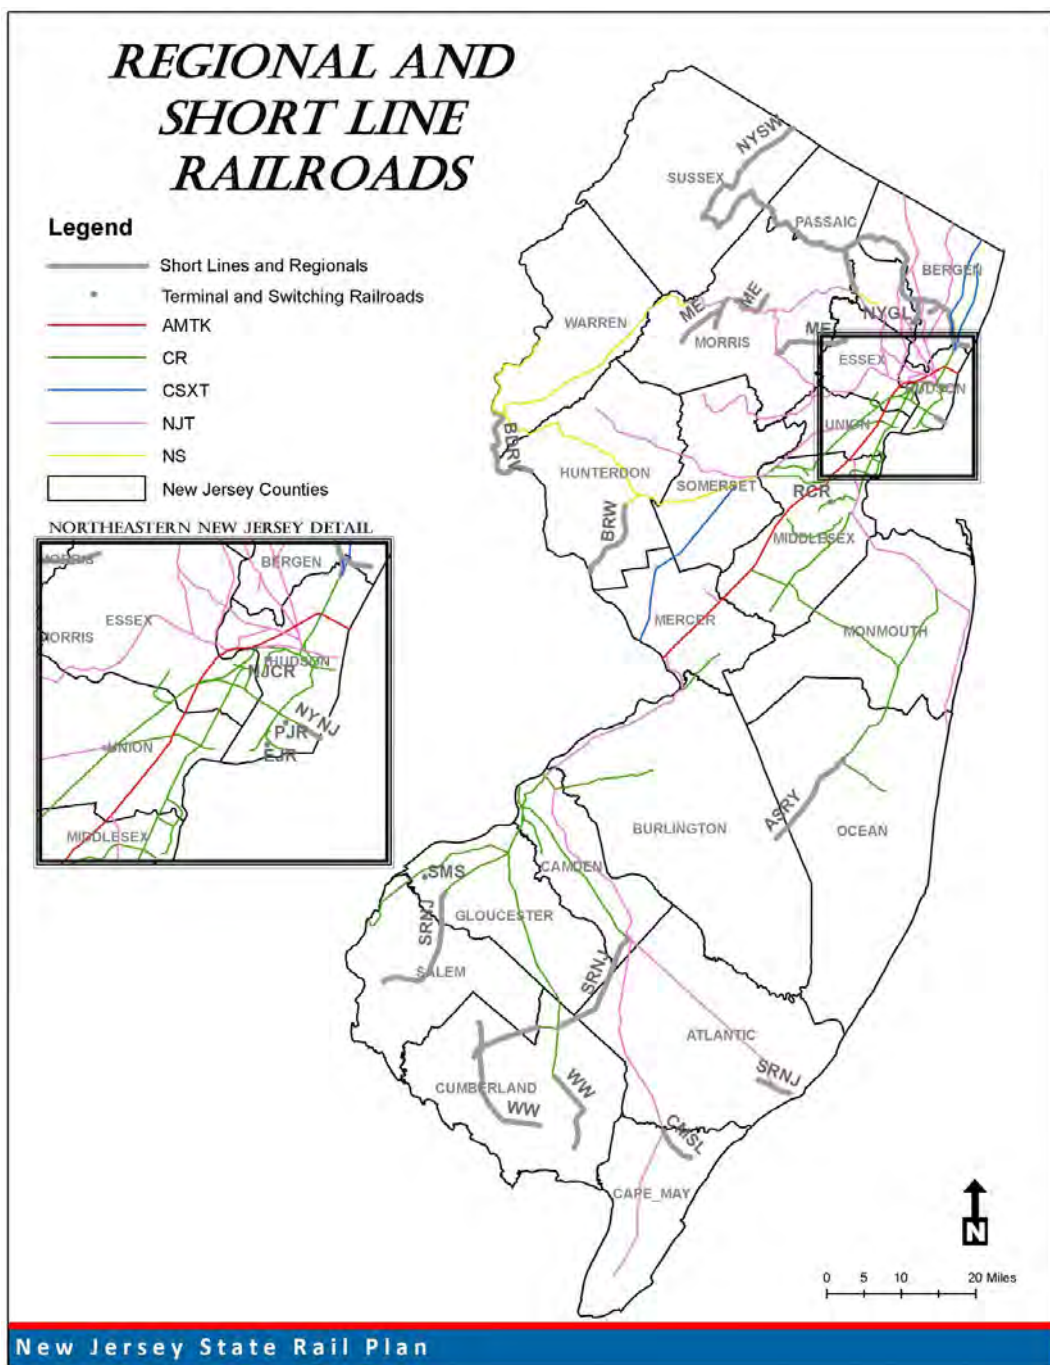 REGIONAL AND
SHORT LINE
RAILROADS
Legend
Short Lines and Regionals
Terminal and Switching Railroads
AMTK
CR
CSXT
NJT
NS
New Jersey Counties
NORTHEASTERN NEW JERSEY DETAIL
MORRIS
BERGEN
ESSEX
MORRIS
HUDSON
NJCR
NYNJ
PJR
EJR
UNION
MIDDLESEX
NYSW
SUSSEX
PASSAIC
BERGEN
WARREN
ME
ME
NYGL
MORRIS
ME
ESSEX
HUDSON
UNION
HUNTERDON
SOMERSET
RCR
BRW
MIDDLESEX
MERCER
MONMOUTH
ASRY
BURLINGTON
OCEAN
CAMDEN
SMS
SRNJ
GLOUCESTER
SALEM
SRNJ
ATLANTIC
SRNJ
CUMBERLAND
WW
WW
CMSL
CAPE_MAY
N
0 5 10 20 Miles
New Jersey State Rail Plan